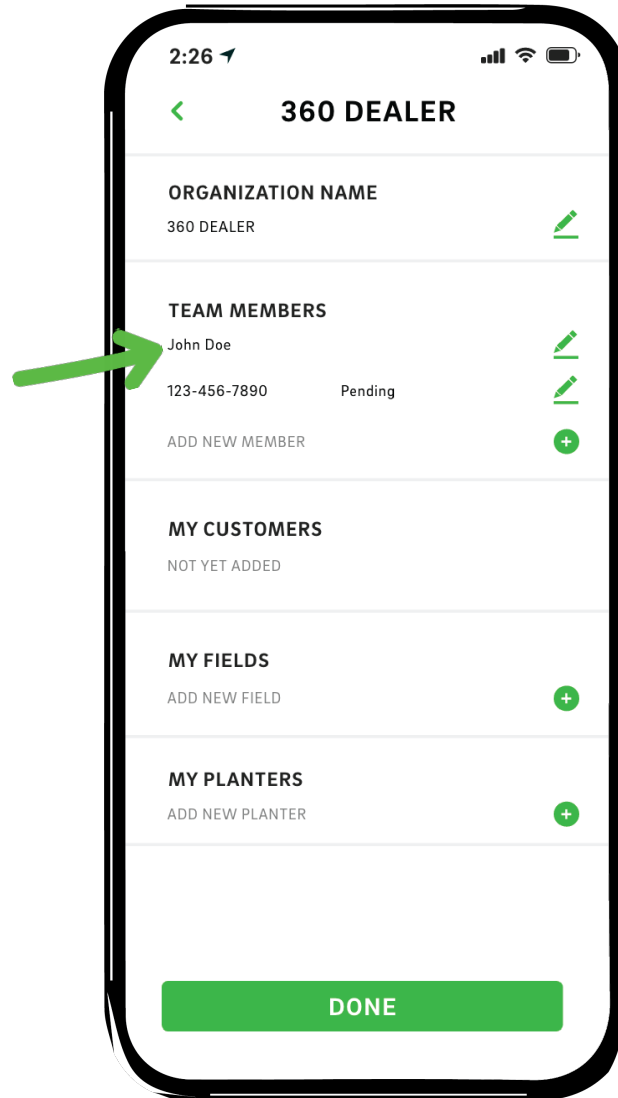 2:26
360 DEALER
ORGANIZATION NAME
360 DEALER
TEAM MEMBERS
John Doe
123-456-7890 Pending
ADD NEW MEMBER
MY CUSTOMERS
NOT YET ADDED
MY FIELDS
ADD NEW FIELD
MY PLANTERS
ADD NEW PLANTER
DONE